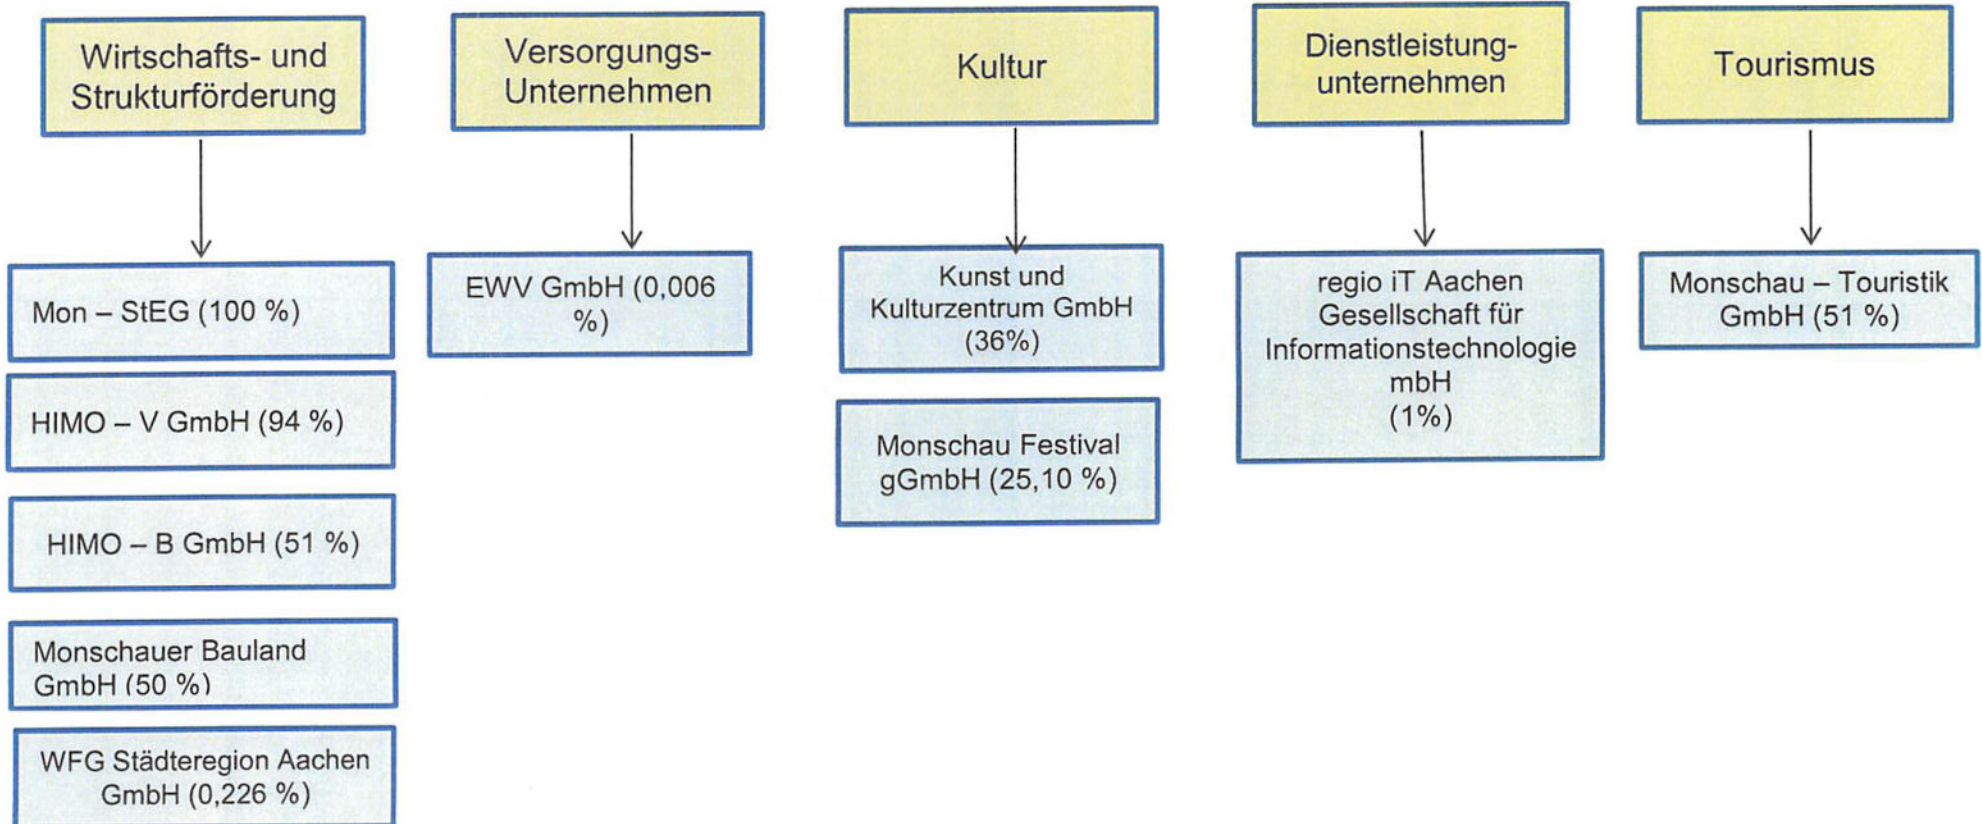 Wirtschafts- und
Strukturförderung
Mon – StEG (100 %)
HIMO – V GmbH (94 %)
HIMO – B GmbH (51 %)
Monschauer Bauland
GmbH (50 %)
WFG Städteregion Aachen
GmbH (0,226 %)
Versorgungs-
Unternehmen
EWV GmbH (0,006
%)
Kultur
Kunst und
Kulturzentrum GmbH
(36%)
Monschau Festival
gGmbH (25,10 %)
Dienstleistung-
unternehmen
regio iT Aachen
Gesellschaft für
Informationstechnologie
mbH
(1%)
Tourismus
Monschau – Touristik
GmbH (51 %)